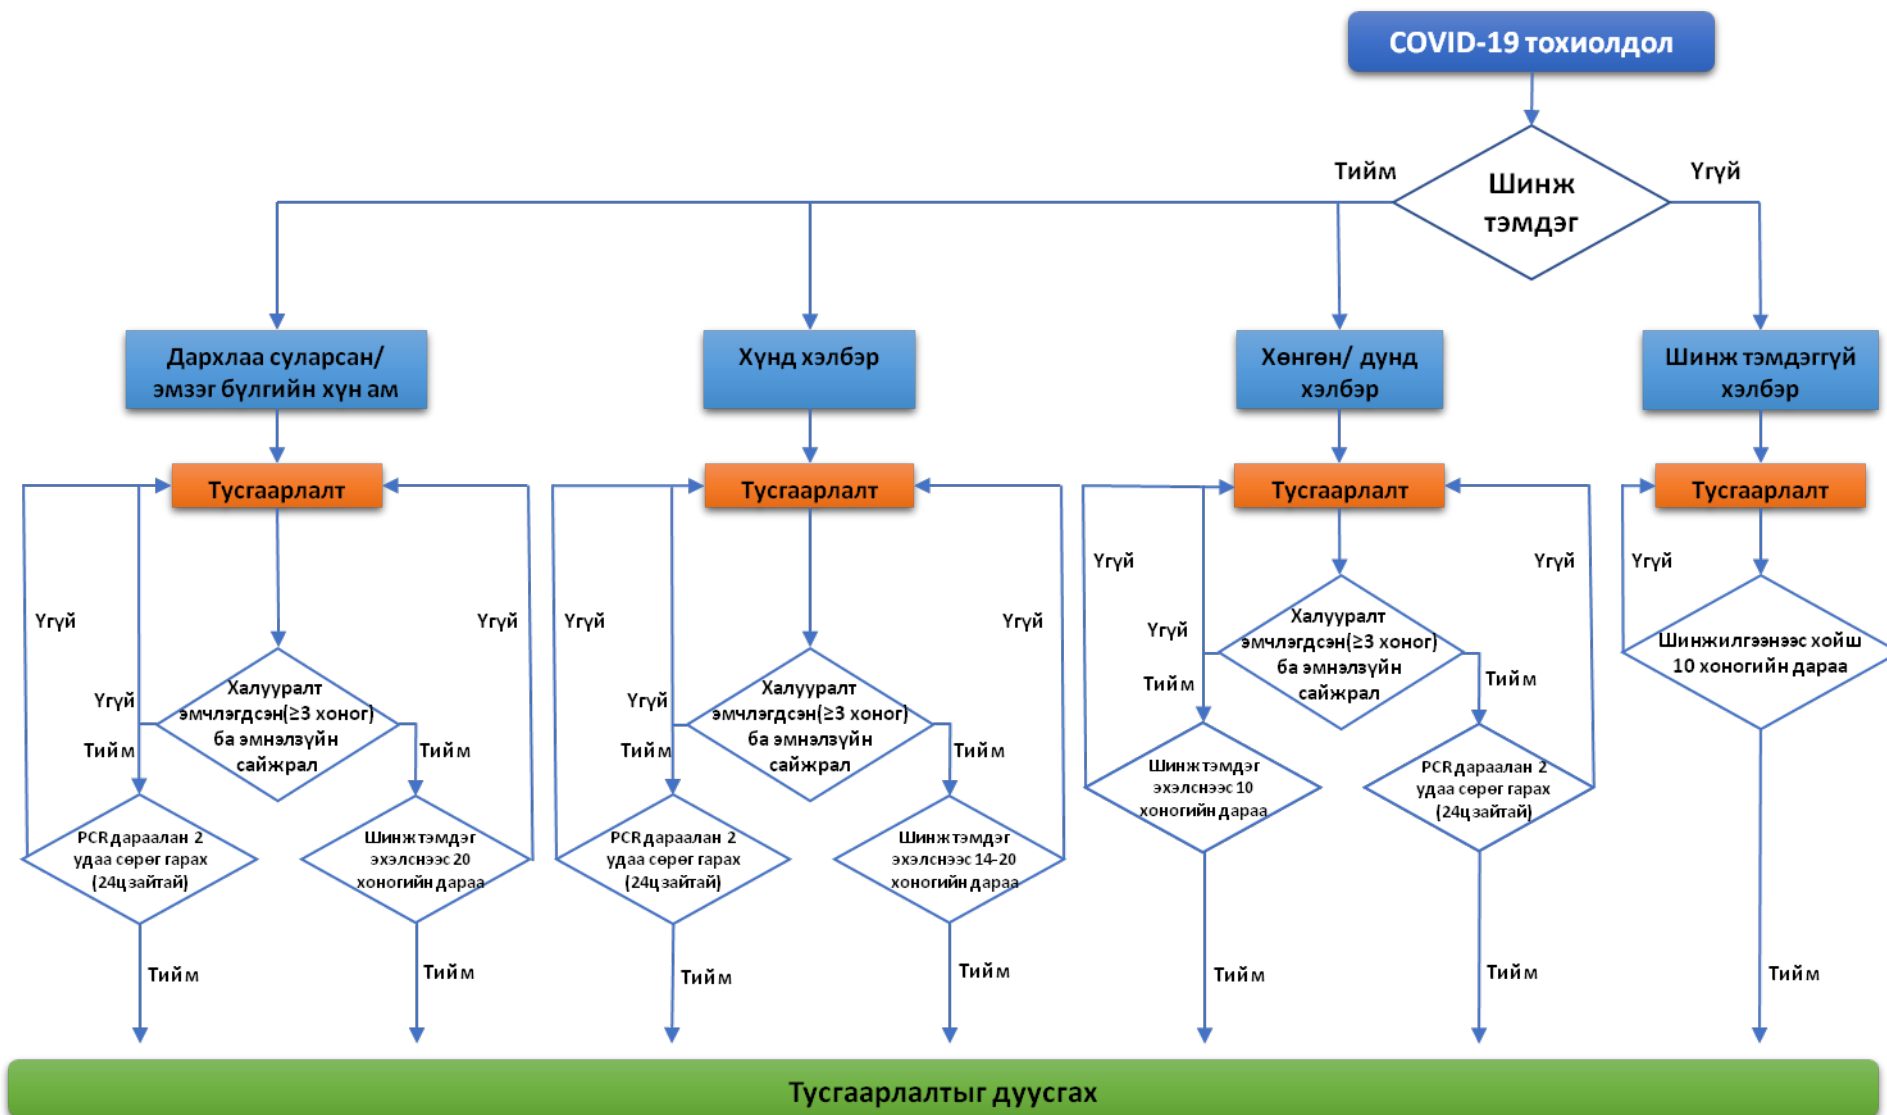 COVID-19 тохиолдол
Тийм
Үгүй
Шинж
тэмдэг
Дархлаа суларсан/
эмзэг бүлгийн хүн ам
Хүнд хэлбэр
Хөнгөн/ дунд
хэлбэр
Шинж тэмдэггүй
хэлбэр
Тусгаарлалт
Тусгаарлалт
Тусгаарлалт
Тусгаарлалт
Үгүй
Үгүй
Үгүй
Халууралт
эмчлэгдсэн(≥3 хоног)
ба эмнэлзүйн
сайжрал
Тийм
Тийм
PCR дараалан 2
удаа сөрөг гарах
(24ц зайтай)
Шинж тэмдэг
эхэлснээс 20
хоногийн дараа
Тийм
Тийм
Үгүй
Үгүй
Үгүй
Халууралт
эмчлэгдсэн(≥3 хоног)
ба эмнэлзүйн
сайжрал
Тийм
Тийм
PCR дараалан 2
удаа сөрөг гарах
(24ц зайтай)
Шинж тэмдэг
эхэлснээс 14-20
хоногийн дараа
Тийм
Тийм
Үгүй
Үгүй
Үгүй
Халууралт
эмчлэгдсэн(≥3 хоног)
ба эмнэлзүйн
сайжрал
Тийм
Тийм
Шинж тэмдэг
эхэлснээс 10
хоногийн дараа
PCR дараалан 2
удаа сөрөг гарах
(24ц зайтай)
Тийм
Тийм
Үгүй
Шинжилгээнээс хойш
10 хоногийн дараа
Тийм
Тусгаарлалтыг дуусгах